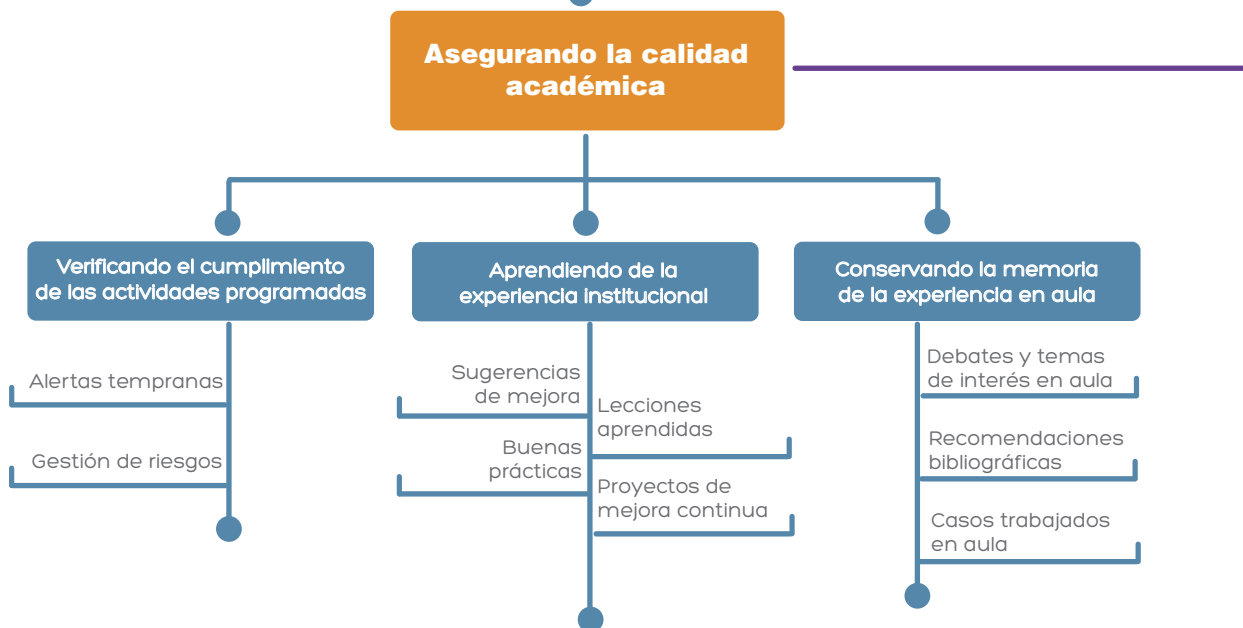 Asegurando la calidad
académica
Verificando el cumplimiento
de las actividades programadas
Alertas tempranas
Gestión de riesgos
Aprendiendo de la
experiencia institucional
Sugerencias
de mejora
Lecciones
aprendidas
Buenas
prácticas
Proyectos de
mejora continua
Conservando la memoria
de la experiencia en aula
Debates y temas
de interés en aula
Recomendaciones
bibliográficas
Casos trabajados
en aula